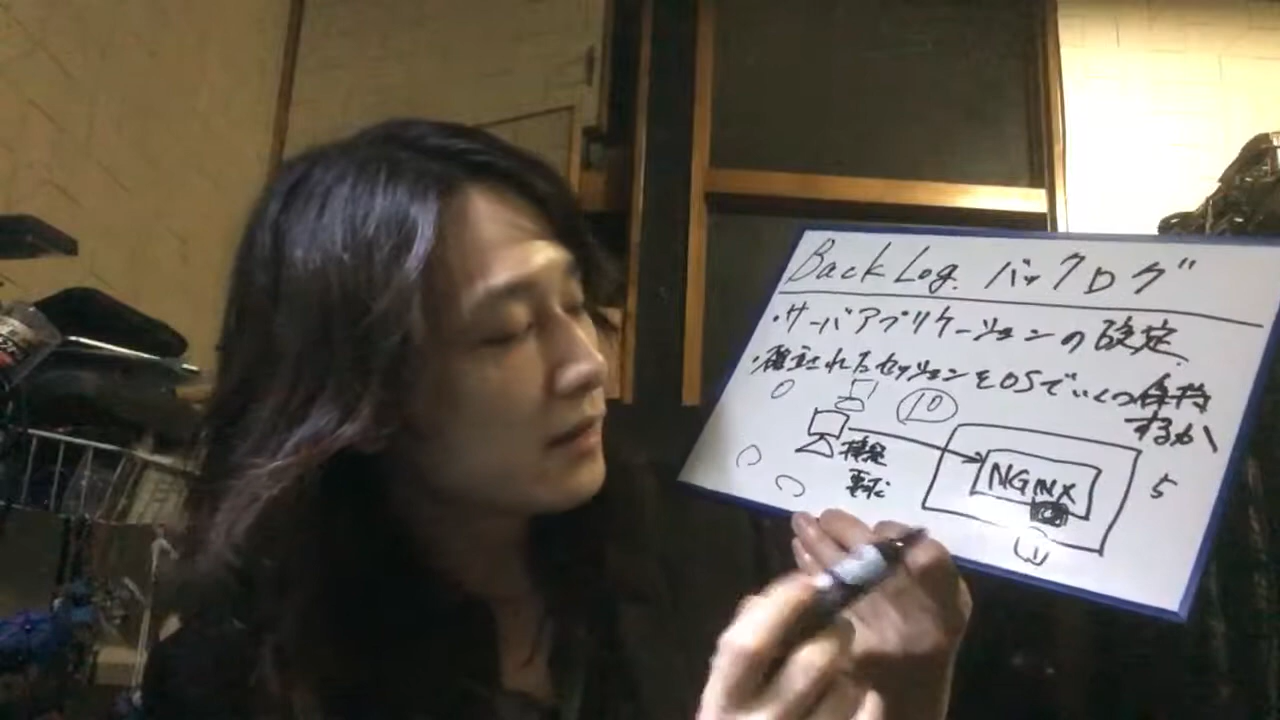 BackLog. バックログ
・サーバアプリケーションの設定
・確立されたセッションをOSでいくつ保持
するか
10
接続
要求
NGINX
5